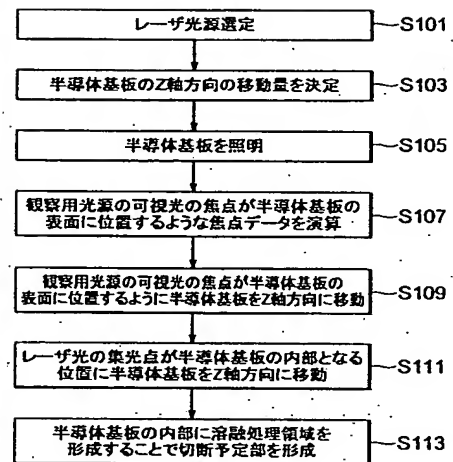 レーザ光源選定
S101
半導体基板のZ軸方向の移動量を決定
S103
半導体基板を照明
S105
観察用光源の可視光の焦点が半導体基板の
表面に位置するような焦点データを演算
S107
観察用光源の可視光の焦点が半導体基板の
表面に位置するように半導体基板をZ軸方向に移動
S109
レーザ光の集光点が半導体基板の内部となる
位置に半導体基板をZ軸方向に移動
S111
半導体基板の内部に溶融処理領域を
形成することで切断予定部を形成
S113